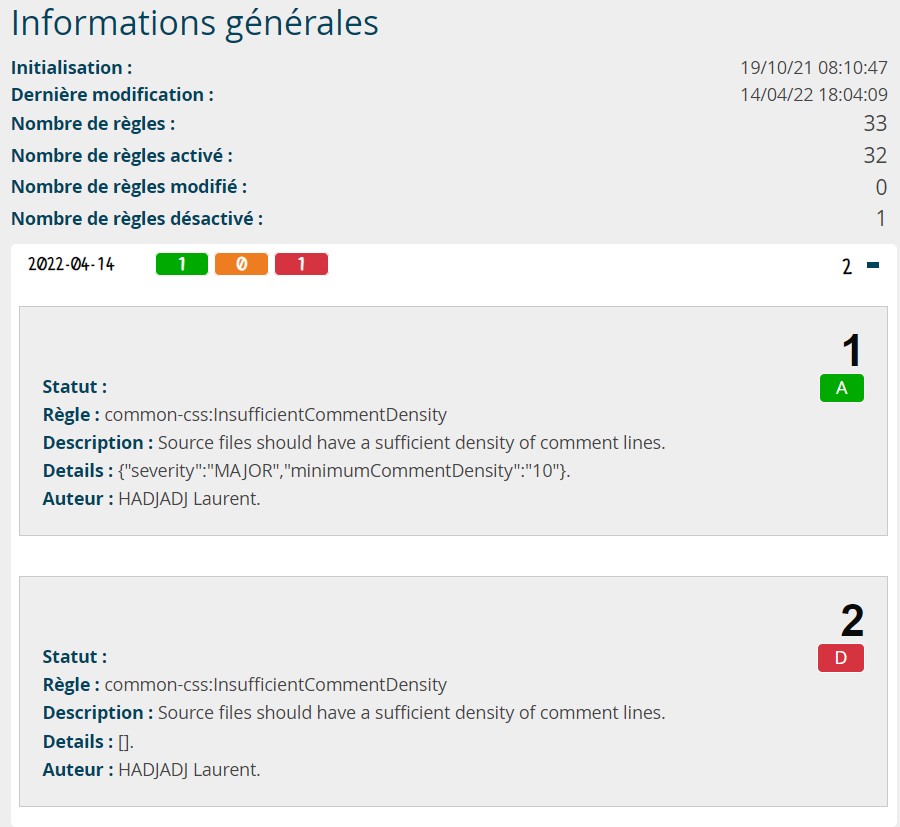 Informations générales
Initialisation : 19/10/21 08:10:47
Dernière modification : 14/04/22 18:04:09
Nombre de règles : 33
Nombre de règles activé : 32
Nombre de règles modifié : 0
Nombre de règles désactivé : 1
2022-04-14 1 0 1 2
1
Statut : A
Règle : common-css:InsufficientCommentDensity
Description : Source files should have a sufficient density of comment lines.
Details : {"severity":"MAJOR","minimumCommentDensity":"10"}.
Auteur : HADJADJ Laurent.
2
Statut : D
Règle : common-css:InsufficientCommentDensity
Description : Source files should have a sufficient density of comment lines.
Details : [].
Auteur : HADJADJ Laurent.